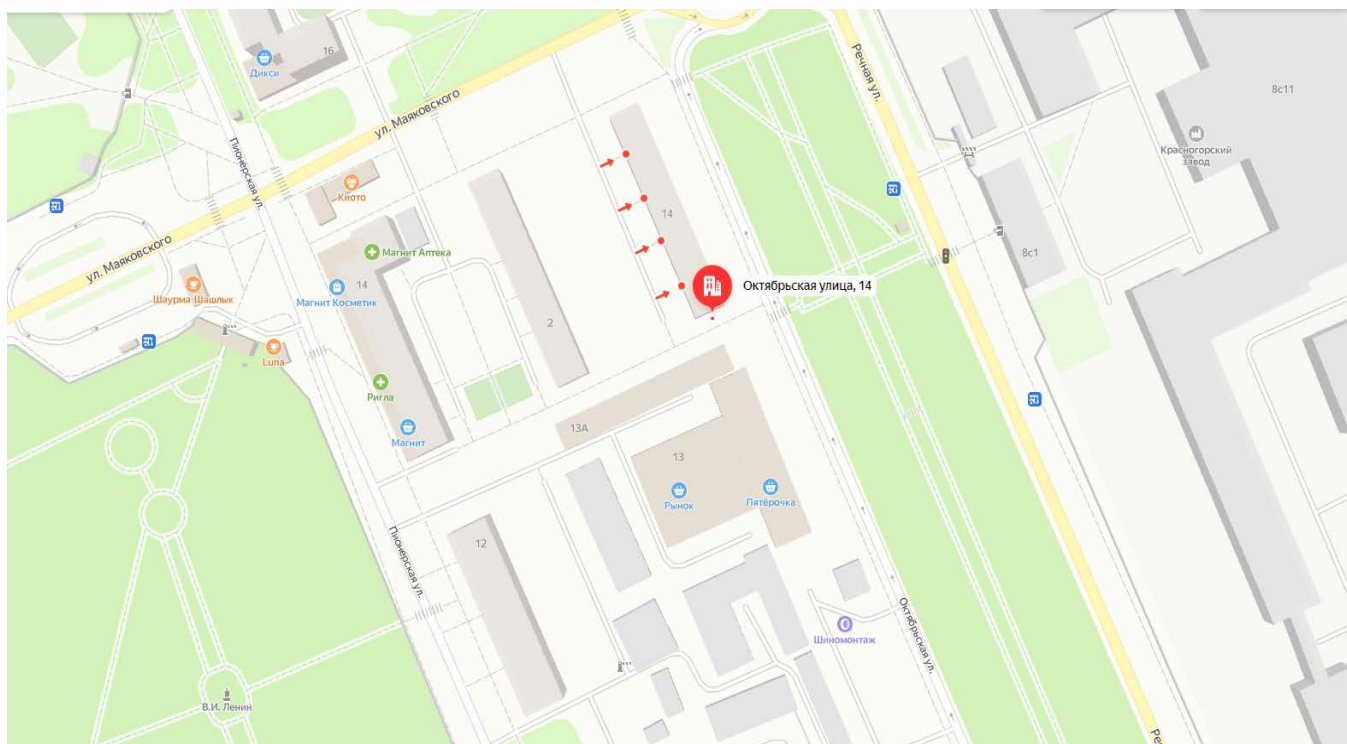 16
Дикси
8с11
Речная ул.
ул. Маяковского
Красногорский
завод
Пионерская ул.
Киото
14
8с1
ул. Маяковского
Магнит Аптека
14
Октябрьская улица, 14
Шаурма Шашлык
Магнит Косметик
2
Luna
Ригла
13А
Магнит
13
Рынок
Пятёрочка
12
Пионерская ул.
Октябрьская ул.
Шиномонтаж
В.И. Ленин
Ре